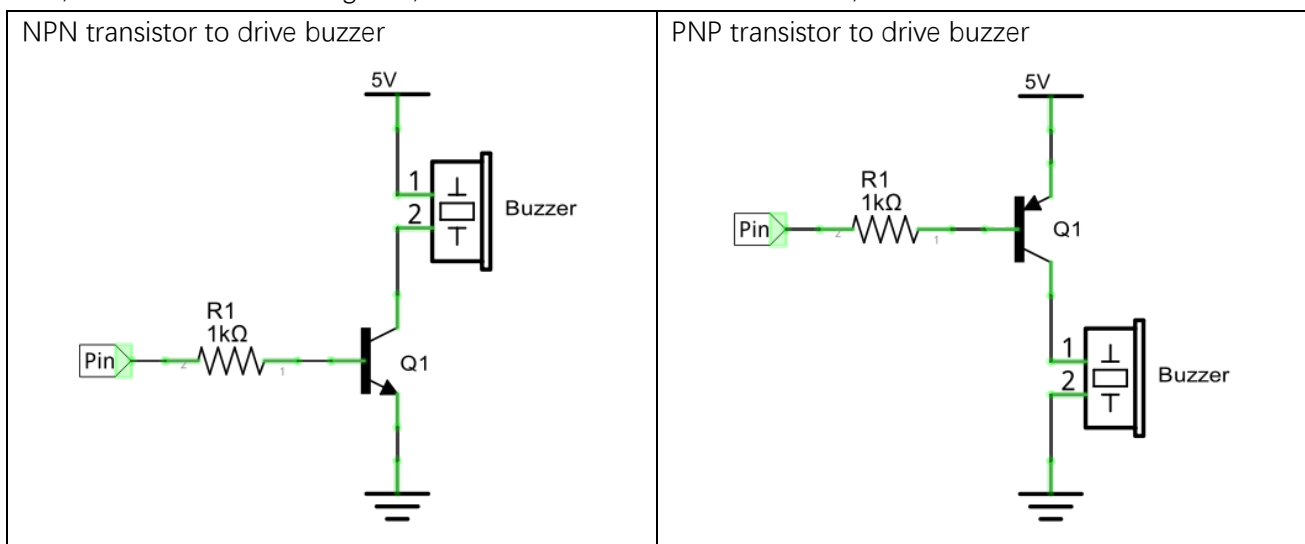 NPN transistor to drive buzzer
5V
1
2
Buzzer
R1
1kΩ
Pin
2
1
Q1
PNP transistor to drive buzzer
5V
R1
1kΩ
Pin
2
1
Q1
1
2
Buzzer